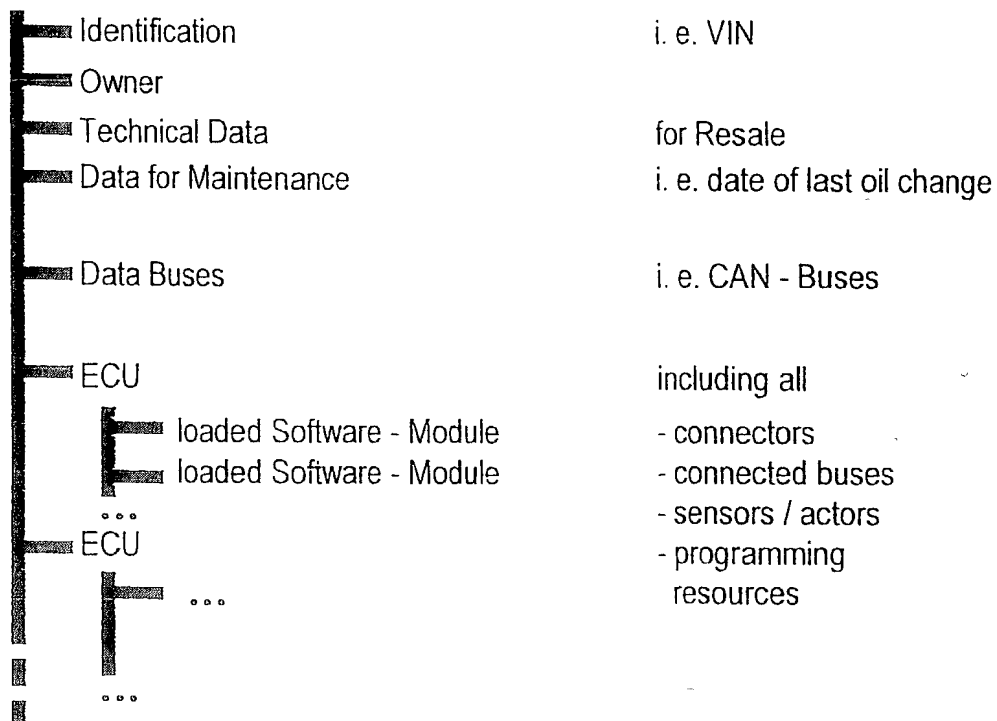 Identification i. e. VIN
Owner
Technical Data for Resale
Data for Maintenance i. e. date of last oil change
Data Buses i. e. CAN - Buses
ECU including all
loaded Software - Module - connectors
loaded Software - Module - connected buses
... - sensors / actors
ECU - programming
... resources
...